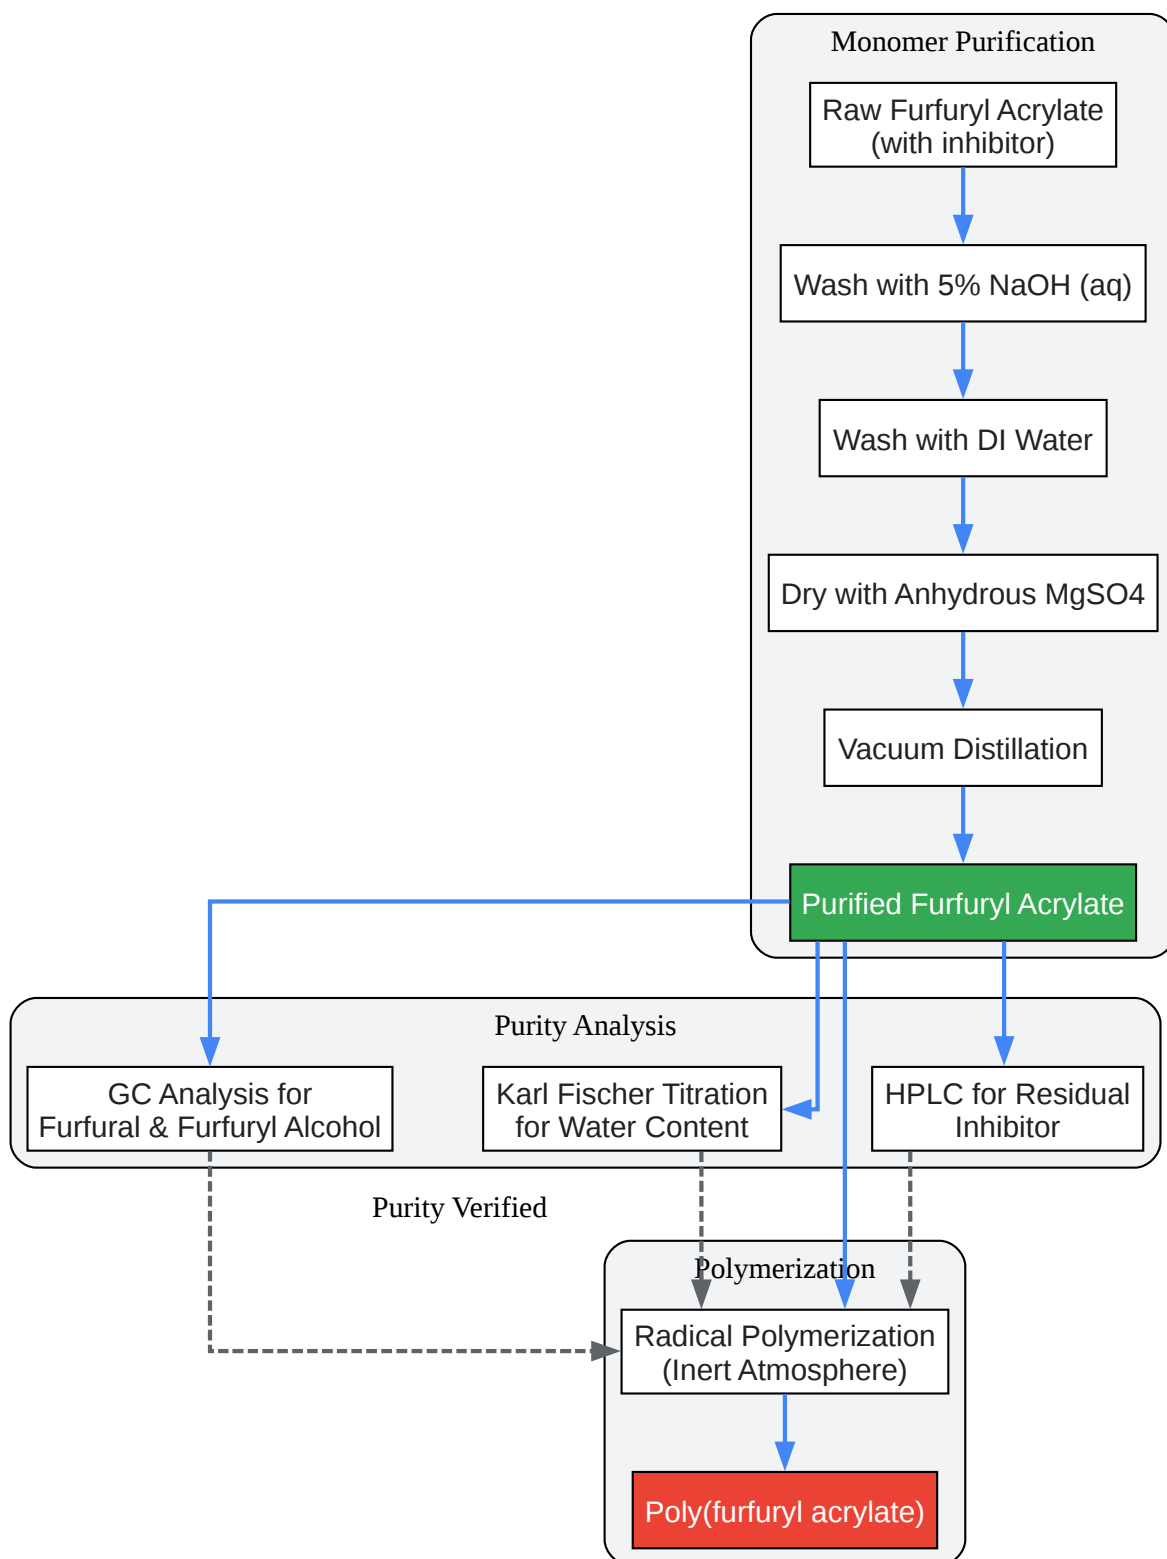 Monomer Purification
Raw Furfuryl Acrylate
(with inhibitor)
Wash with 5% NaOH (aq)
Wash with DI Water
Dry with Anhydrous MgSO4
Vacuum Distillation
Purified Furfuryl Acrylate
Purity Analysis
GC Analysis for
Furfural & Furfuryl Alcohol
Karl Fischer Titration
for Water Content
HPLC for Residual
Inhibitor
Purity Verified
Polymerization
Radical Polymerization
(Inert Atmosphere)
Poly(furfuryl acrylate)